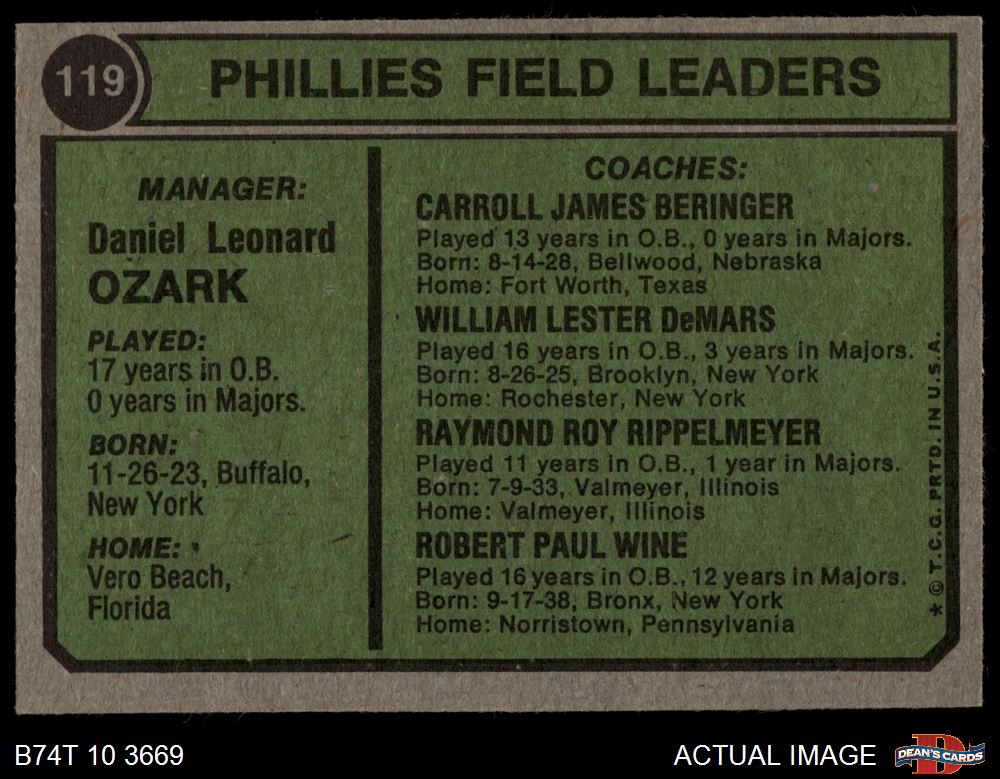 119
PHILLIES FIELD LEADERS
MANAGER:
Daniel Leonard
OZARK
PLAYED:
17 years in O.B.
0 years in Majors.
BORN:
11-26-23, Buffalo,
New York
HOME:
Vero Beach,
Florida
COACHES:
CARROLL JAMES BERINGER
Played 13 years in O.B., 0 years in Majors.
Born: 8-14-28, Bellwood, Nebraska
Home: Fort Worth, Texas
WILLIAM LESTER DeMARS
Played 16 years in O.B., 3 years in Majors.
Born: 8-26-25, Brooklyn, New York
Home: Rochester, New York
RAYMOND ROY RIPPELMEYER
Played 11 years in O.B., 1 year in Majors.
Born: 7-9-33, Valmeyer, Illinois
Home: Valmeyer, Illinois
ROBERT PAUL WINE
Played 16 years in O.B., 12 years in Majors.
Born: 9-17-38, Bronx, New York
Home: Norristown, Pennsylvania
* © T.C.G. PRTD. IN U.S.A.
B74T 10 3669
ACTUAL IMAGE
D
DEAN'S CARDS